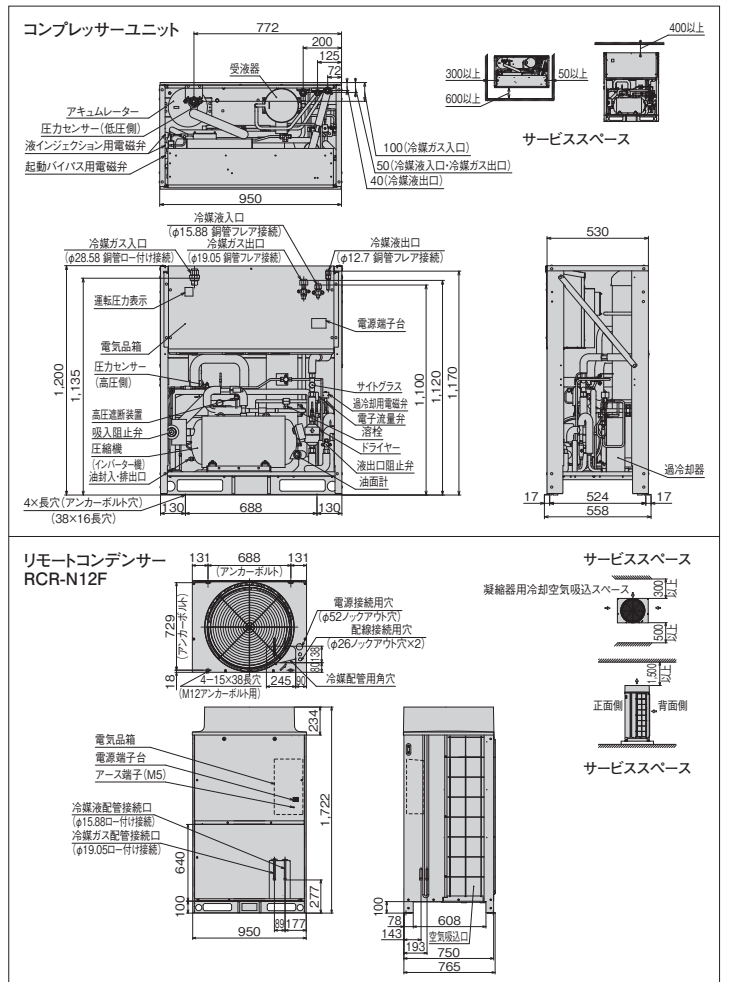 コンプレッサーユニット
772
200
125
72
受液器
アキュムレーター
圧力センサー(低圧側)
液インジェクション用電磁弁
起動バイパス用電磁弁
100(冷媒ガス入口)
50(冷媒液入口・冷媒ガス出口)
40(冷媒液出口)
950
400以上
300以上
50以上
600以上
サービススペース
冷媒液入口
(φ15.88 銅管フレア接続)
冷媒ガス入口
(φ28.58 銅管ロー付け接続)
冷媒ガス出口
(φ19.05 銅管フレア接続)
冷媒液出口
(φ12.7 銅管フレア接続)
運転圧力表示
電源端子台
電気品箱
圧力センサー
(高圧側)
高圧遮断装置
吸入阻止弁
圧縮機
(インバーター機)
油封入・排出口
4×長穴(アンカーボルト穴)
(38×16長穴)
サイトグラス
過冷却用電磁弁
電子流量弁
溶栓
ドライヤー
液出口阻止弁
油面計
1,200
1,135
1,100
1,120
1,170
130
688
130
530
過冷却器
17
524
17
558
リモートコンデンサー
RCR-N12F
131
688
131
(アンカーボルト)
729
(アンカーボルト)
18
4-15×38長穴
(M12アンカーボルト用)
電源接続用穴
(φ52ノックアウト穴)
配線接続用穴
(φ26ノックアウト穴×2)
138
80
245
90
冷媒配管用角穴
サービススペース
凝縮器用冷却空気吸込スペース
300
以上
500
以上
1,500
以上
正面側
背面側
サービススペース
234
電気品箱
電源端子台
アース端子(M5)
冷媒液配管接続口
(φ15.88ロー付け接続)
冷媒ガス配管接続口
(φ19.05ロー付け接続)
1,722
640
277
100
89
177
950
100
78
608
143
空気吸込口
193
750
765